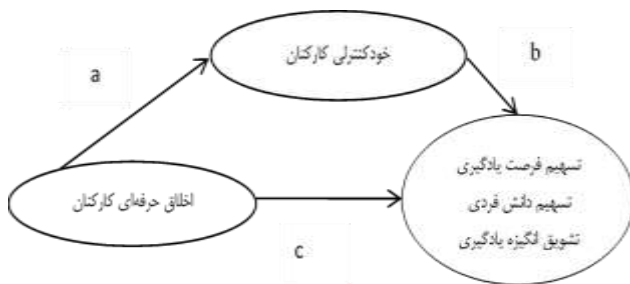 خودکنترلی کارکنان
a
b
اخلاق حرفه‌ای کارکنان
تسهیم فرصت یادگیری
تسهیم دانش فردی
تشویق انگیزه یادگیری
c